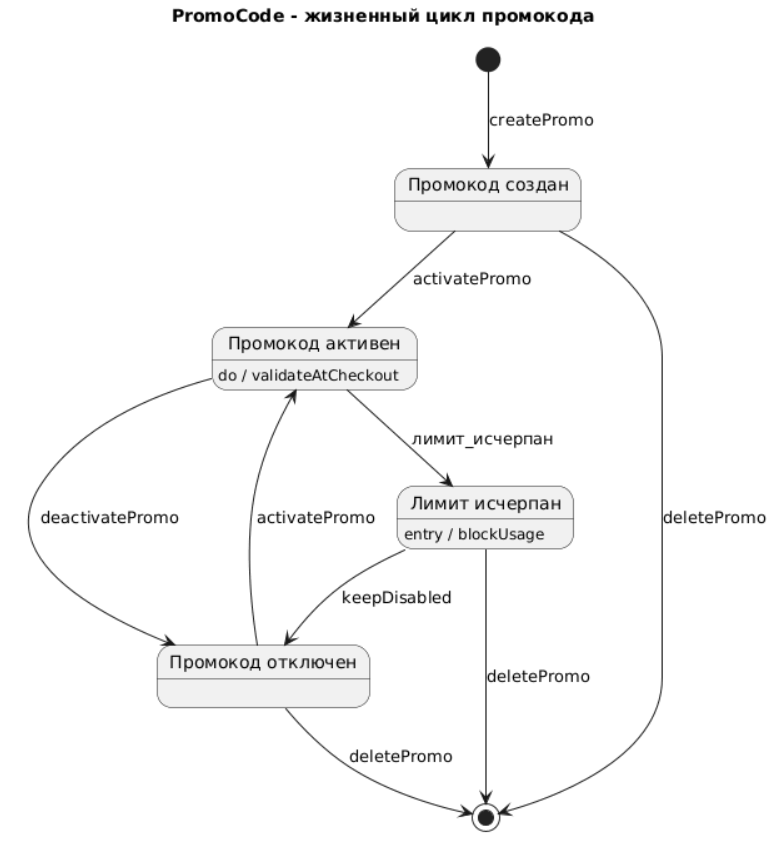 PromoCode - жизненный цикл промокода
createPromo
Промокод создан
activatePromo
Промокод активен
do / validateAtCheckout
лимит_исчерпан
Лимит исчерпан
entry / blockUsage
deactivatePromo
activatePromo
deletePromo
keepDisabled
Промокод отключен
deletePromo
deletePromo